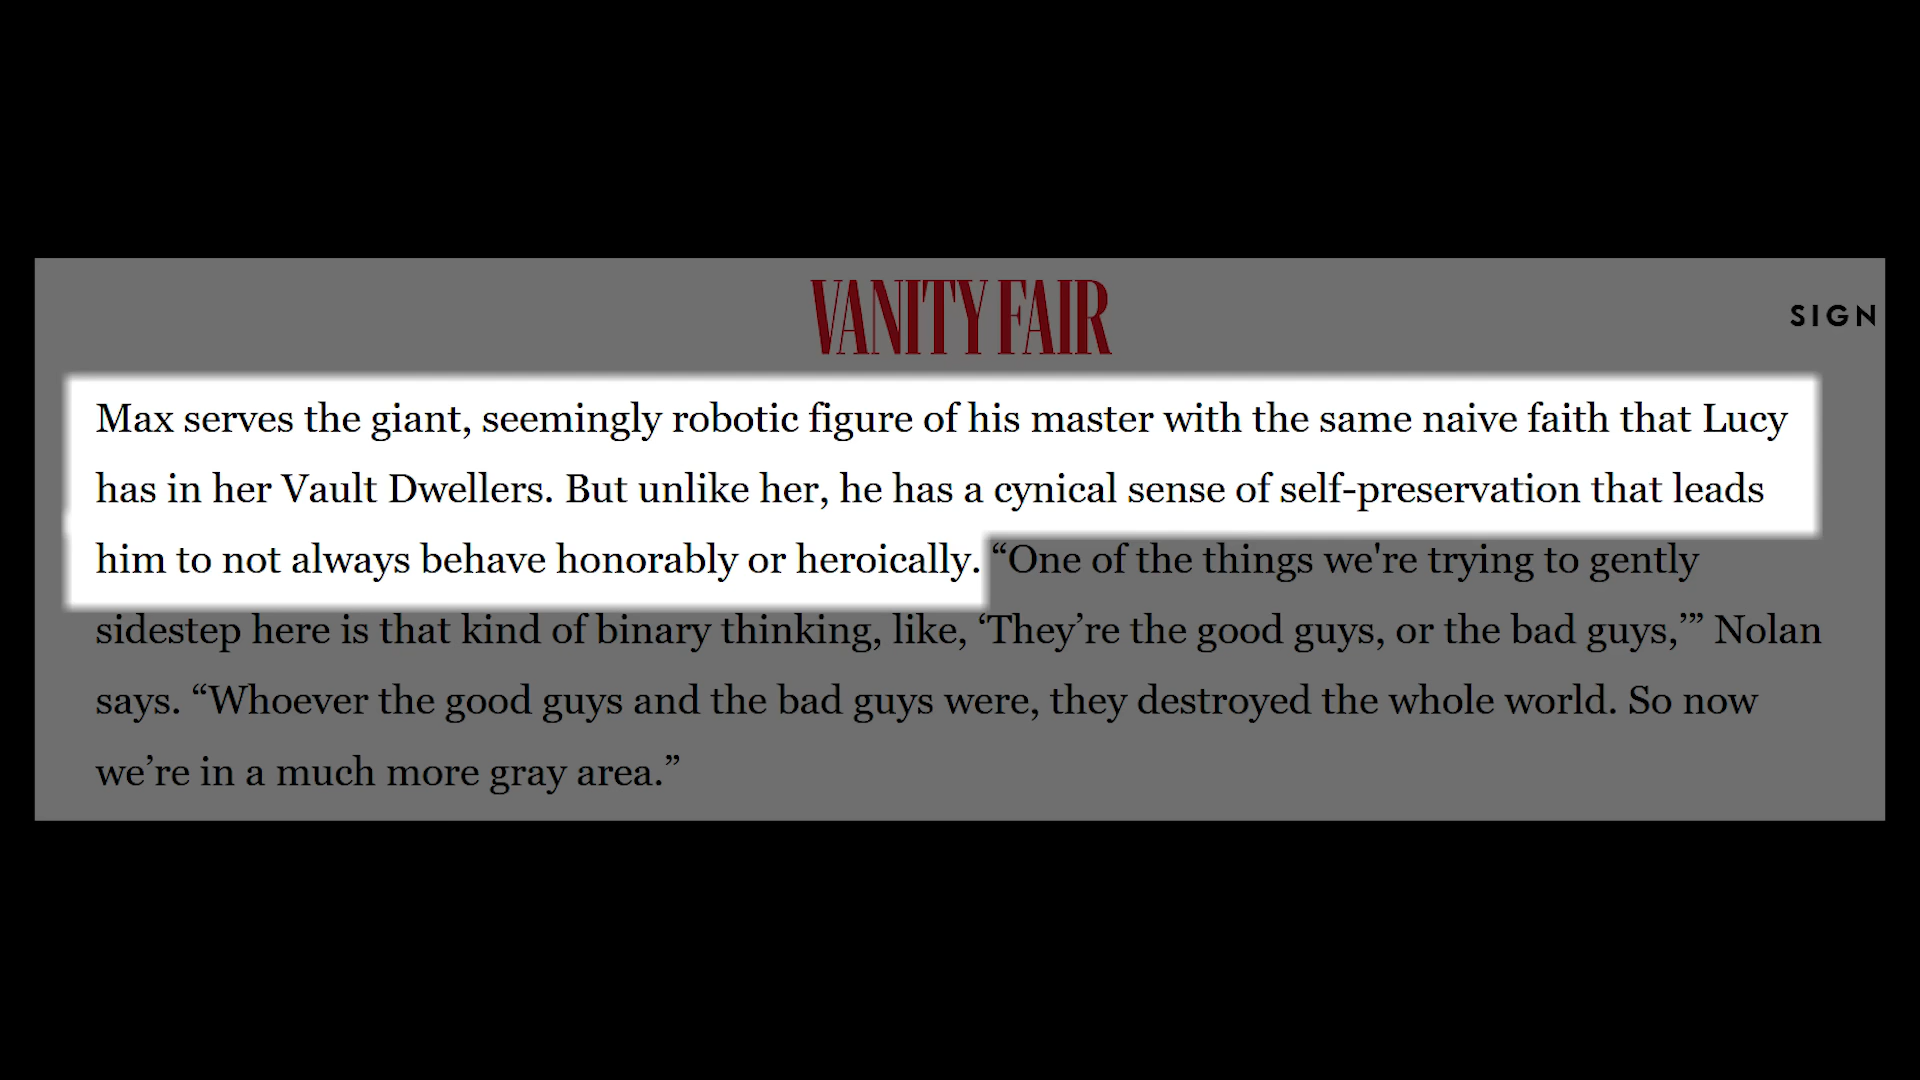 VANITY FAIR
SIGN
Max serves the giant, seemingly robotic figure of his master with the same naive faith that Lucy
has in her Vault Dwellers. But unlike her, he has a cynical sense of self-preservation that leads
him to not always behave honorably or heroically. “One of the things we're trying to gently
sidestep here is that kind of binary thinking, like, ‘They’re the good guys, or the bad guys,’” Nolan
says. “Whoever the good guys and the bad guys were, they destroyed the whole world. So now
we’re in a much more gray area.”